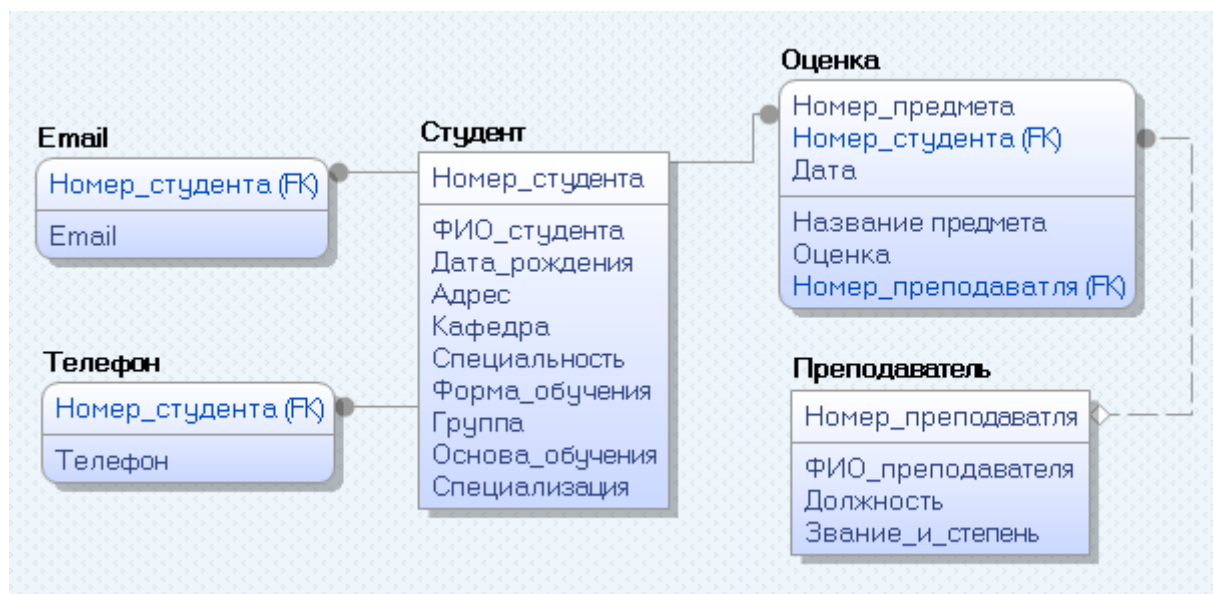 Email
Номер_студента (FK)
Email
Телефон
Номер_студента (FK)
Телефон
Студент
Номер_студента
ФИО_студента
Дата_рождения
Адрес
Кафедра
Специальность
Форма_обучения
Группа
Основа_обучения
Специализация
Оценка
Номер_предмета
Номер_студента (FK)
Дата
Название предмета
Оценка
Номер_преподаватля (FK)
Преподаватель
Номер_преподаватля
ФИО_преподавателя
Должность
Звание_и_степень